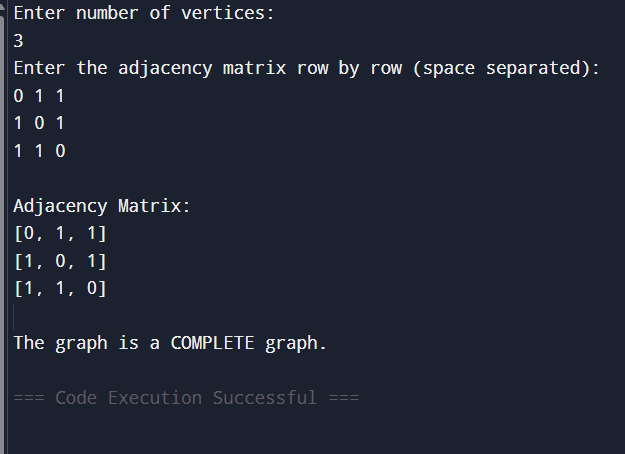 Enter number of vertices:
3
Enter the adjacency matrix row by row (space separated):
0 1 1
1 0 1
1 1 0
Adjacency Matrix:
[0, 1, 1]
[1, 0, 1]
[1, 1, 0]
The graph is a COMPLETE graph.
=== Code Execution Successful ===